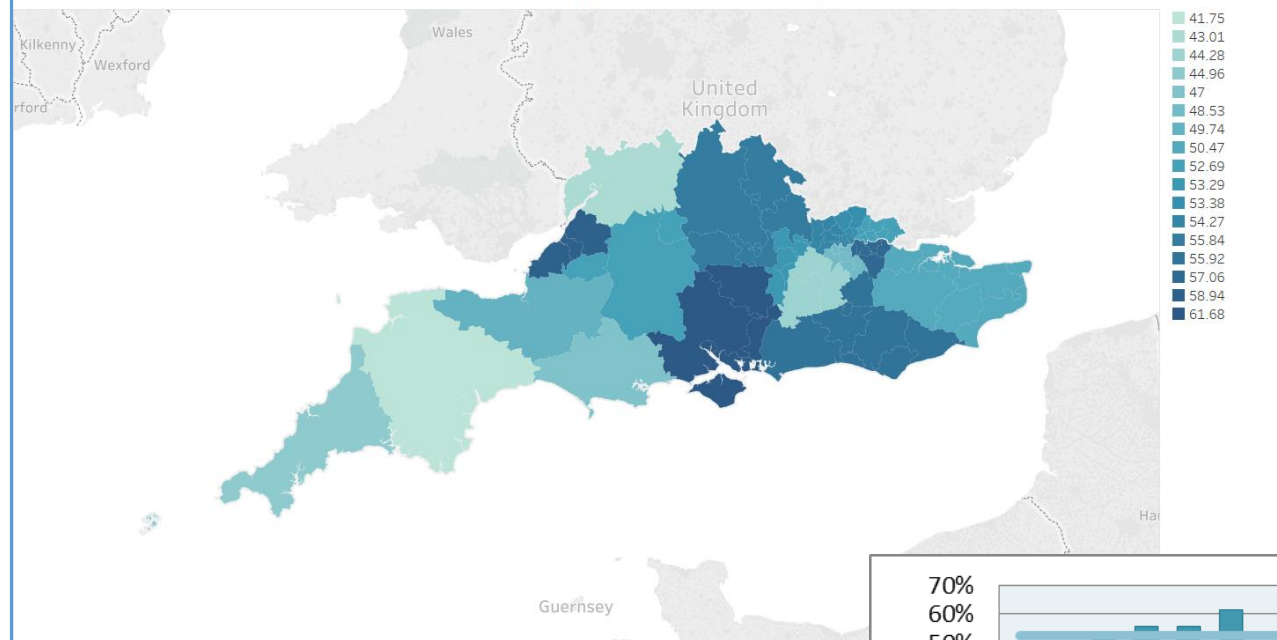 Kilkenny
Wexford
rford
Wales
United
Kingdom
Guernsey
Ha
41.75
43.01
44.28
44.96
47
48.53
49.74
50.47
52.69
53.29
53.38
54.27
55.84
55.92
57.06
58.94
61.68
70%
60%
50%